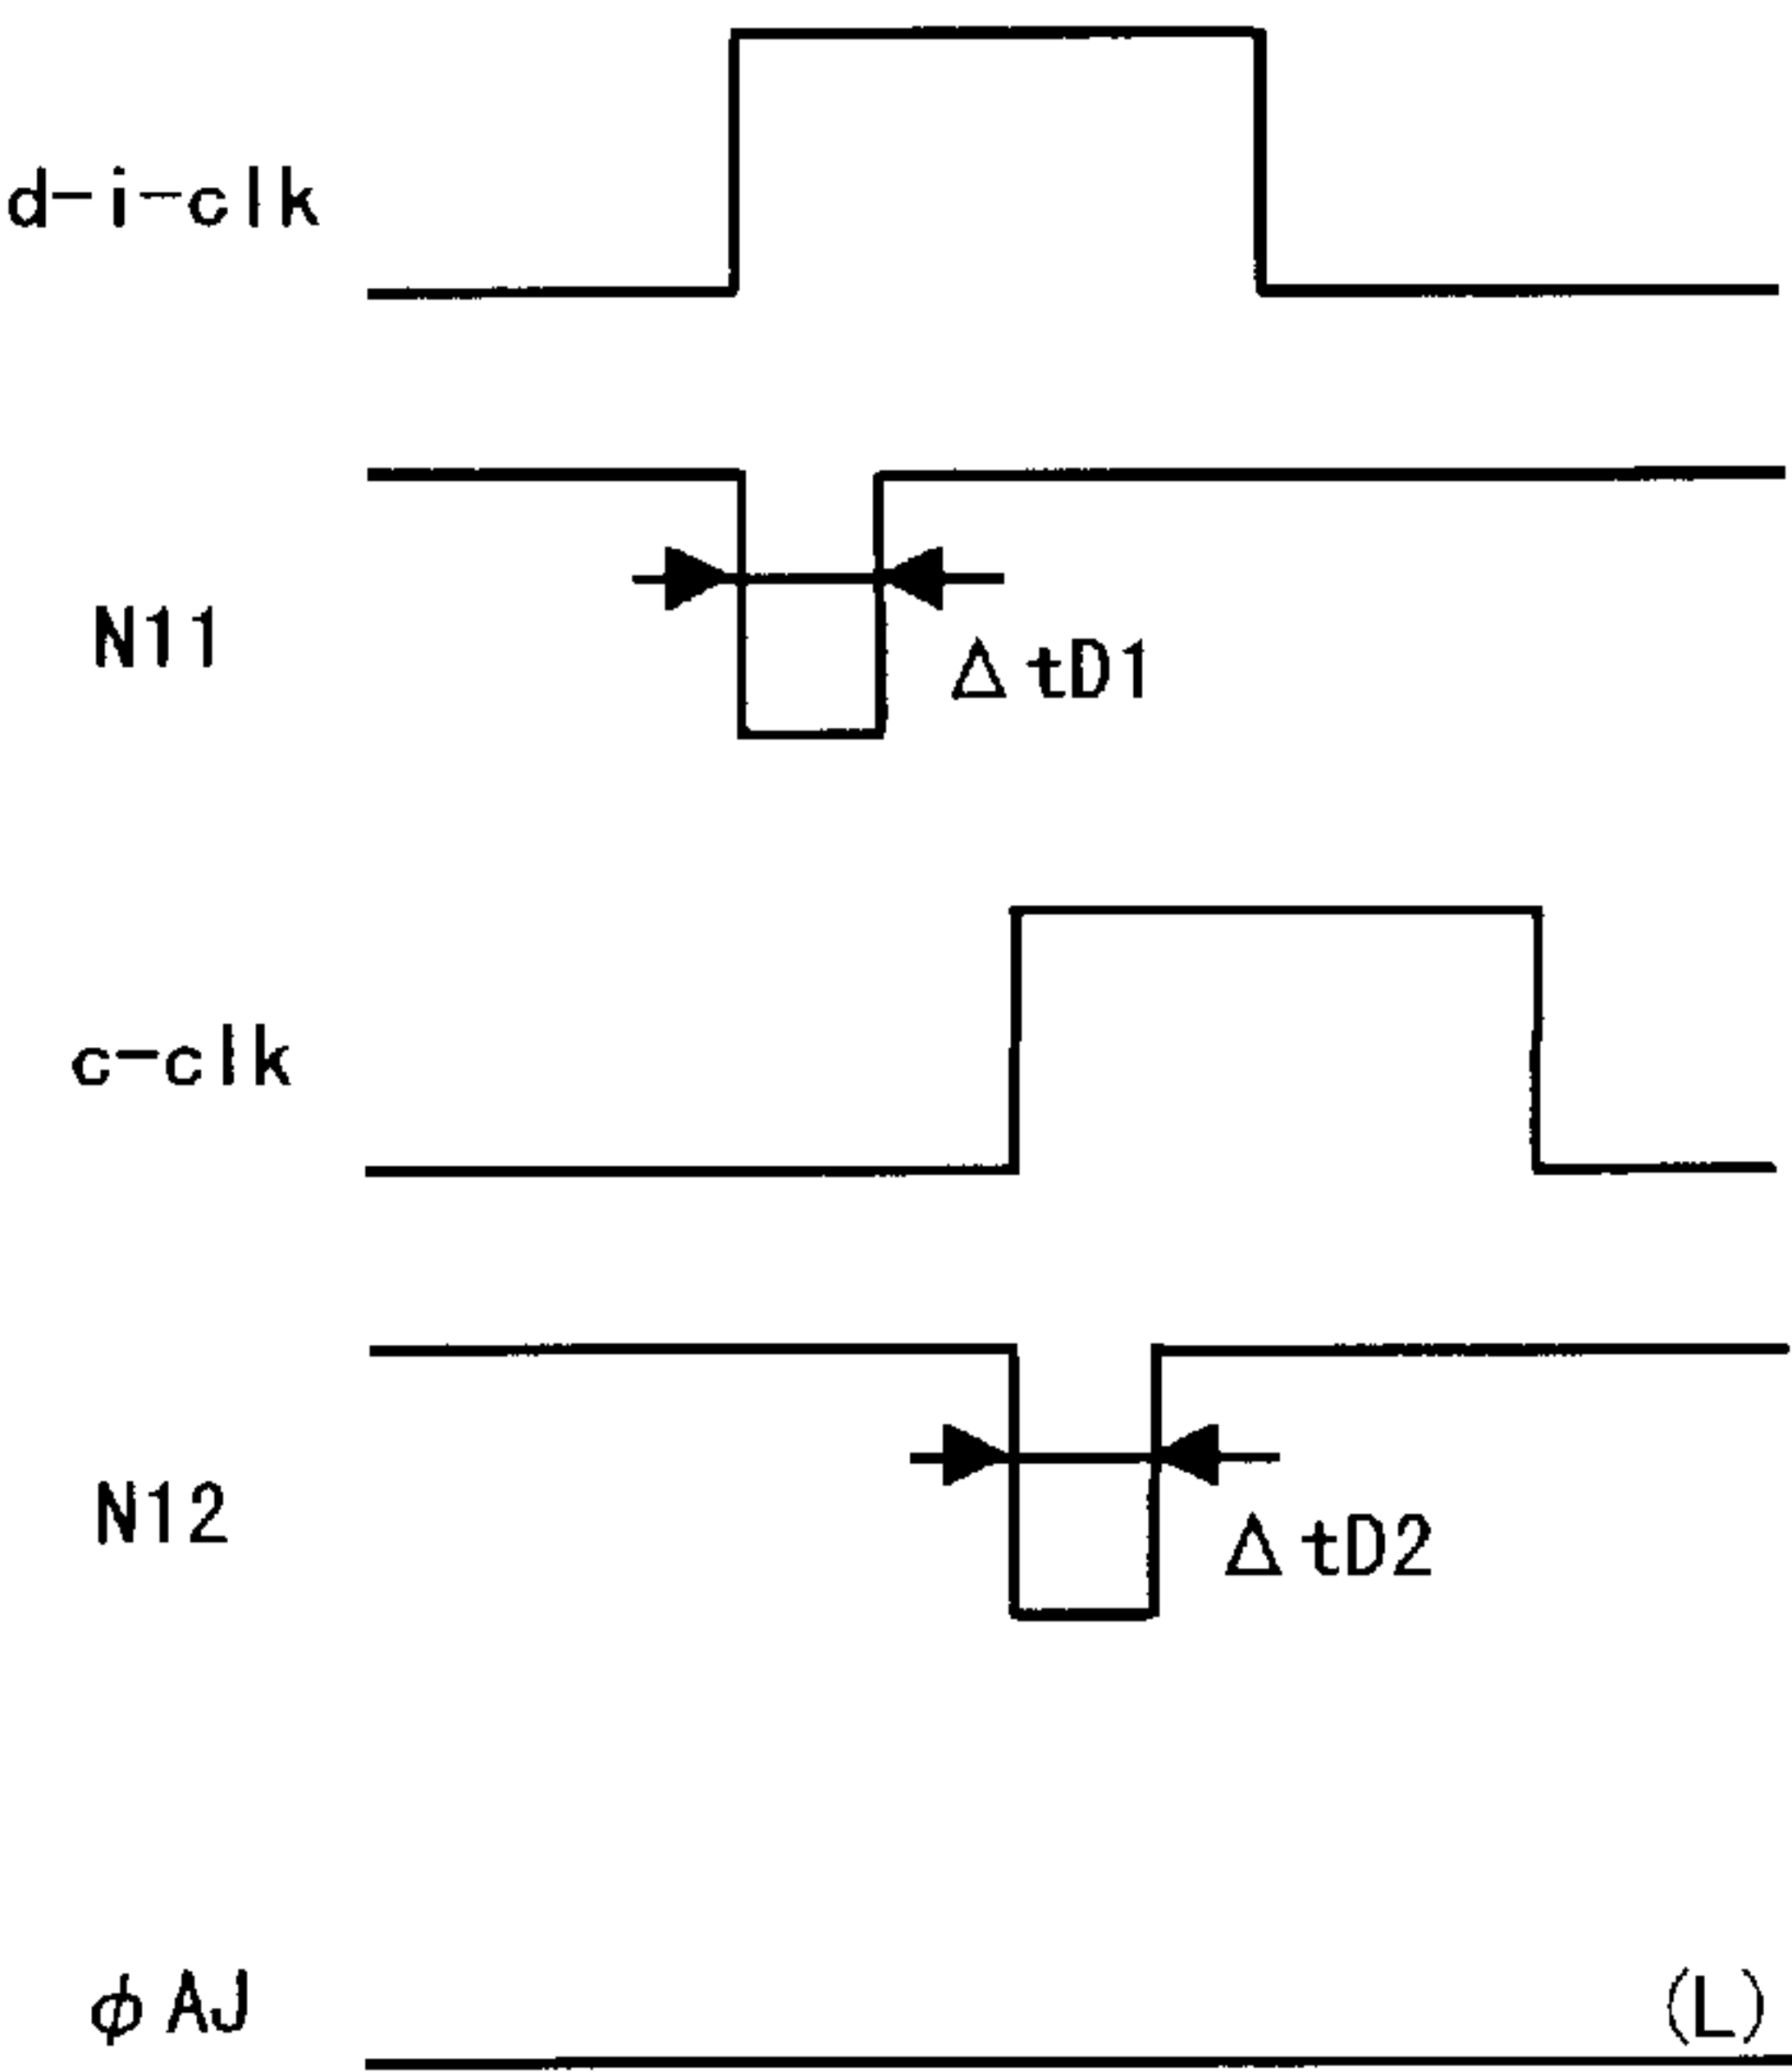 d-i-clk
N11
ΔtD1
c-clk
N12
ΔtD2
φAJ (L)